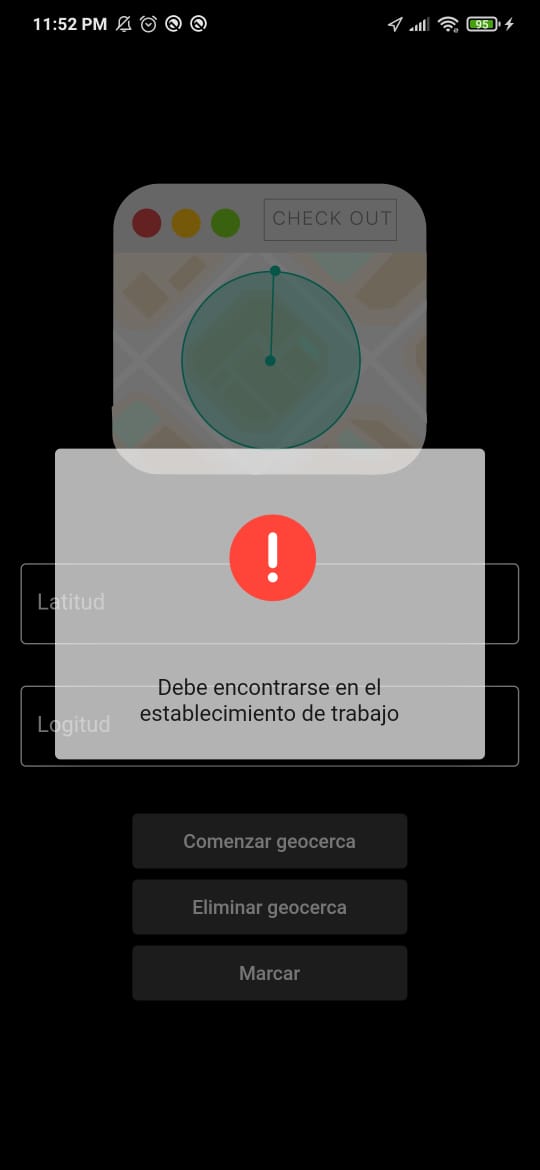 11:52 PM
95
CHECK OUT
Latitud
Debe encontrarse en el
establecimiento de trabajo
Logitud
Comenzar geocerca
Eliminar geocerca
Marcar